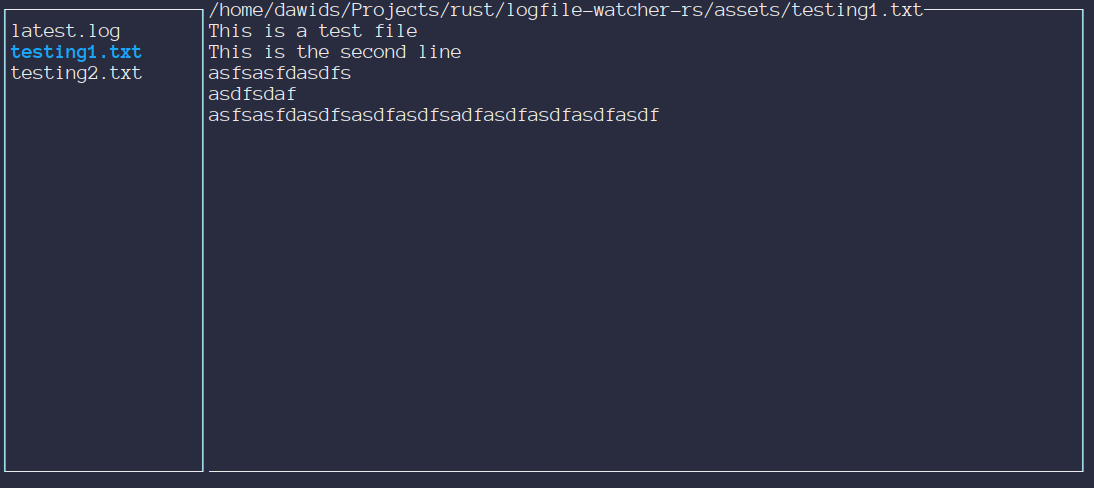 /home/dawids/Projects/rust/logfile-watcher-rs/assets/testing1.txt
latest.log
testing1.txt
testing2.txt
This is a test file
This is the second line
asfsasfdasdfs
asdfsdaf
asfsasfdasdfsasdfasdfsadfasdfasdfasdfasdf